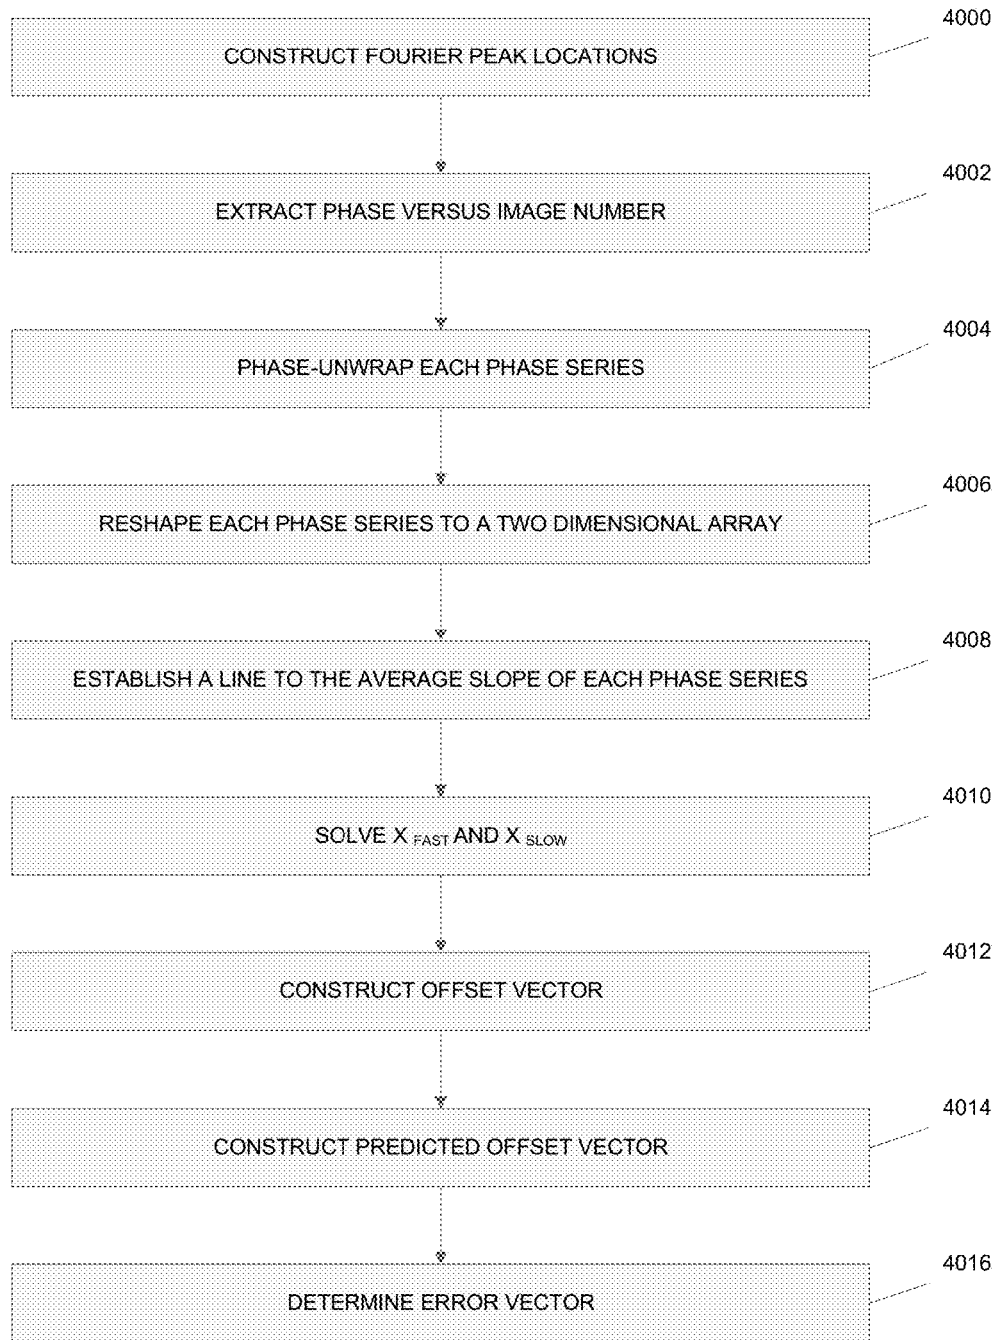 4000
CONSTRUCT FOURIER PEAK LOCATIONS
4002
EXTRACT PHASE VERSUS IMAGE NUMBER
4004
PHASE-UNWRAP EACH PHASE SERIES
4006
RESHAPE EACH PHASE SERIES TO A TWO DIMENSIONAL ARRAY
4008
ESTABLISH A LINE TO THE AVERAGE SLOPE OF EACH PHASE SERIES
4010
SOLVE X FAST AND X SLOW
4012
CONSTRUCT OFFSET VECTOR
4014
CONSTRUCT PREDICTED OFFSET VECTOR
4016
DETERMINE ERROR VECTOR